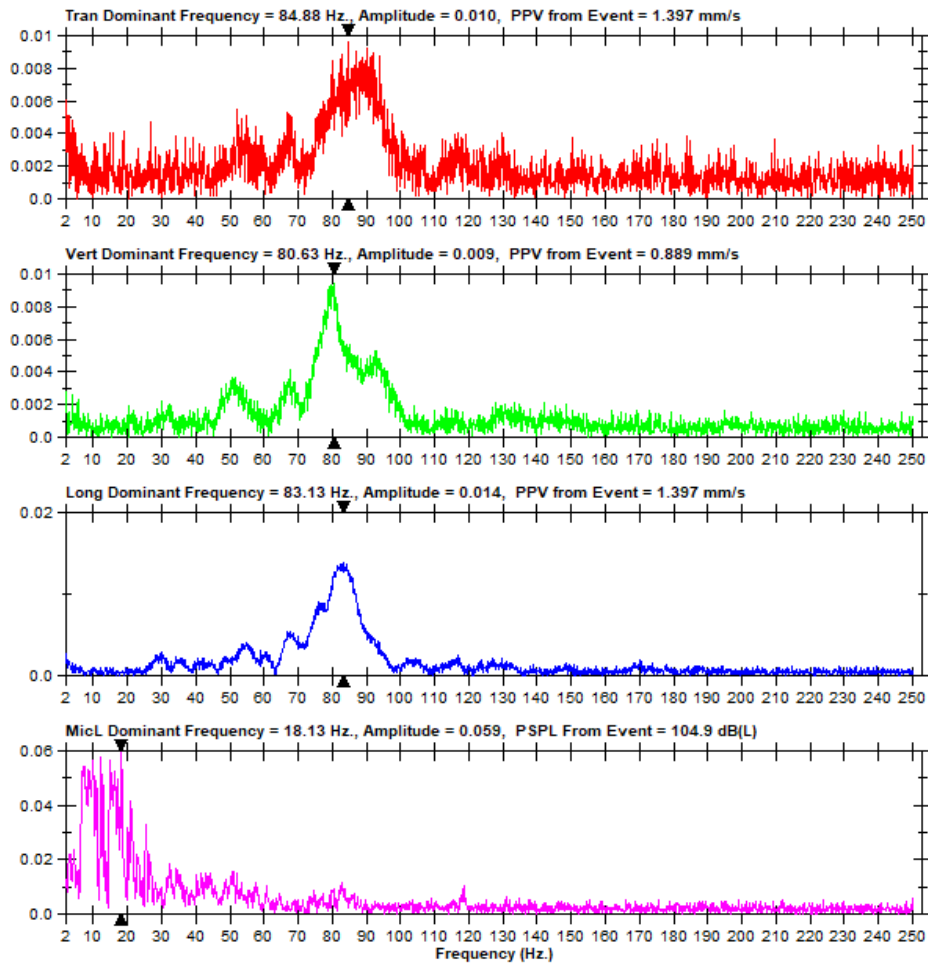 Tran Dominant Frequency = 84.88 Hz., Amplitude = 0.010, PPV from Event = 1.397 mm/s
0.01
0.008
0.006
0.004
0.002
0.0
2 10 20 30 40 50 60 70 80 90 100 110 120 130 140 150 160 170 180 190 200 210 220 230 240 250
Vert Dominant Frequency = 80.63 Hz., Amplitude = 0.009, PPV from Event = 0.889 mm/s
0.01
0.008
0.006
0.004
0.002
0.0
2 10 20 30 40 50 60 70 80 90 100 110 120 130 140 150 160 170 180 190 200 210 220 230 240 250
Long Dominant Frequency = 83.13 Hz., Amplitude = 0.014, PPV from Event = 1.397 mm/s
0.02
0.0
2 10 20 30 40 50 60 70 80 90 100 110 120 130 140 150 160 170 180 190 200 210 220 230 240 250
MicL Dominant Frequency = 18.13 Hz., Amplitude = 0.059, PSPL From Event = 104.9 dB(L)
0.06
0.04
0.02
0.0
2 10 20 30 40 50 60 70 80 90 100 110 120 130 140 150 160 170 180 190 200 210 220 230 240 250
Frequency (Hz.)